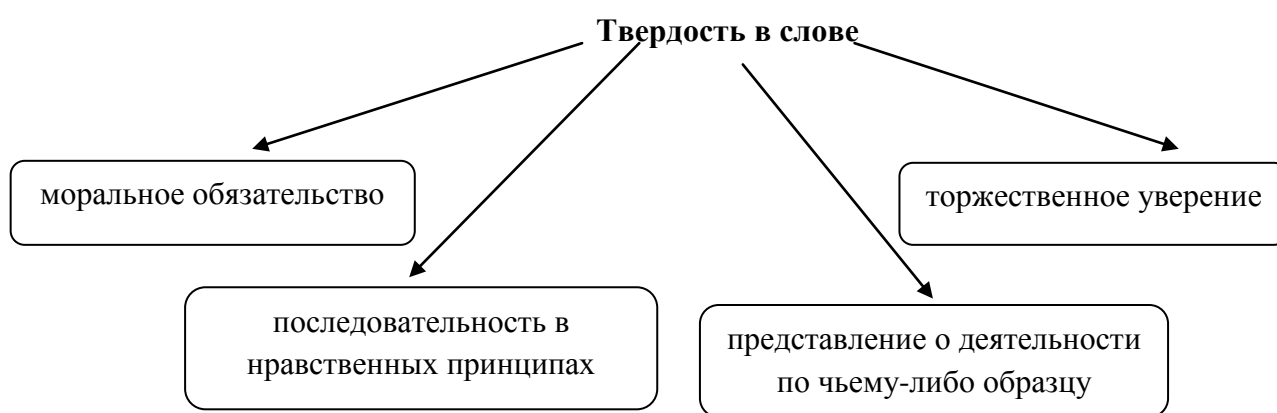 Твердость в слове
моральное обязательство
торжественное уверение
последовательность в
нравственных принципах
представление о деятельности
по чьему-либо образцу